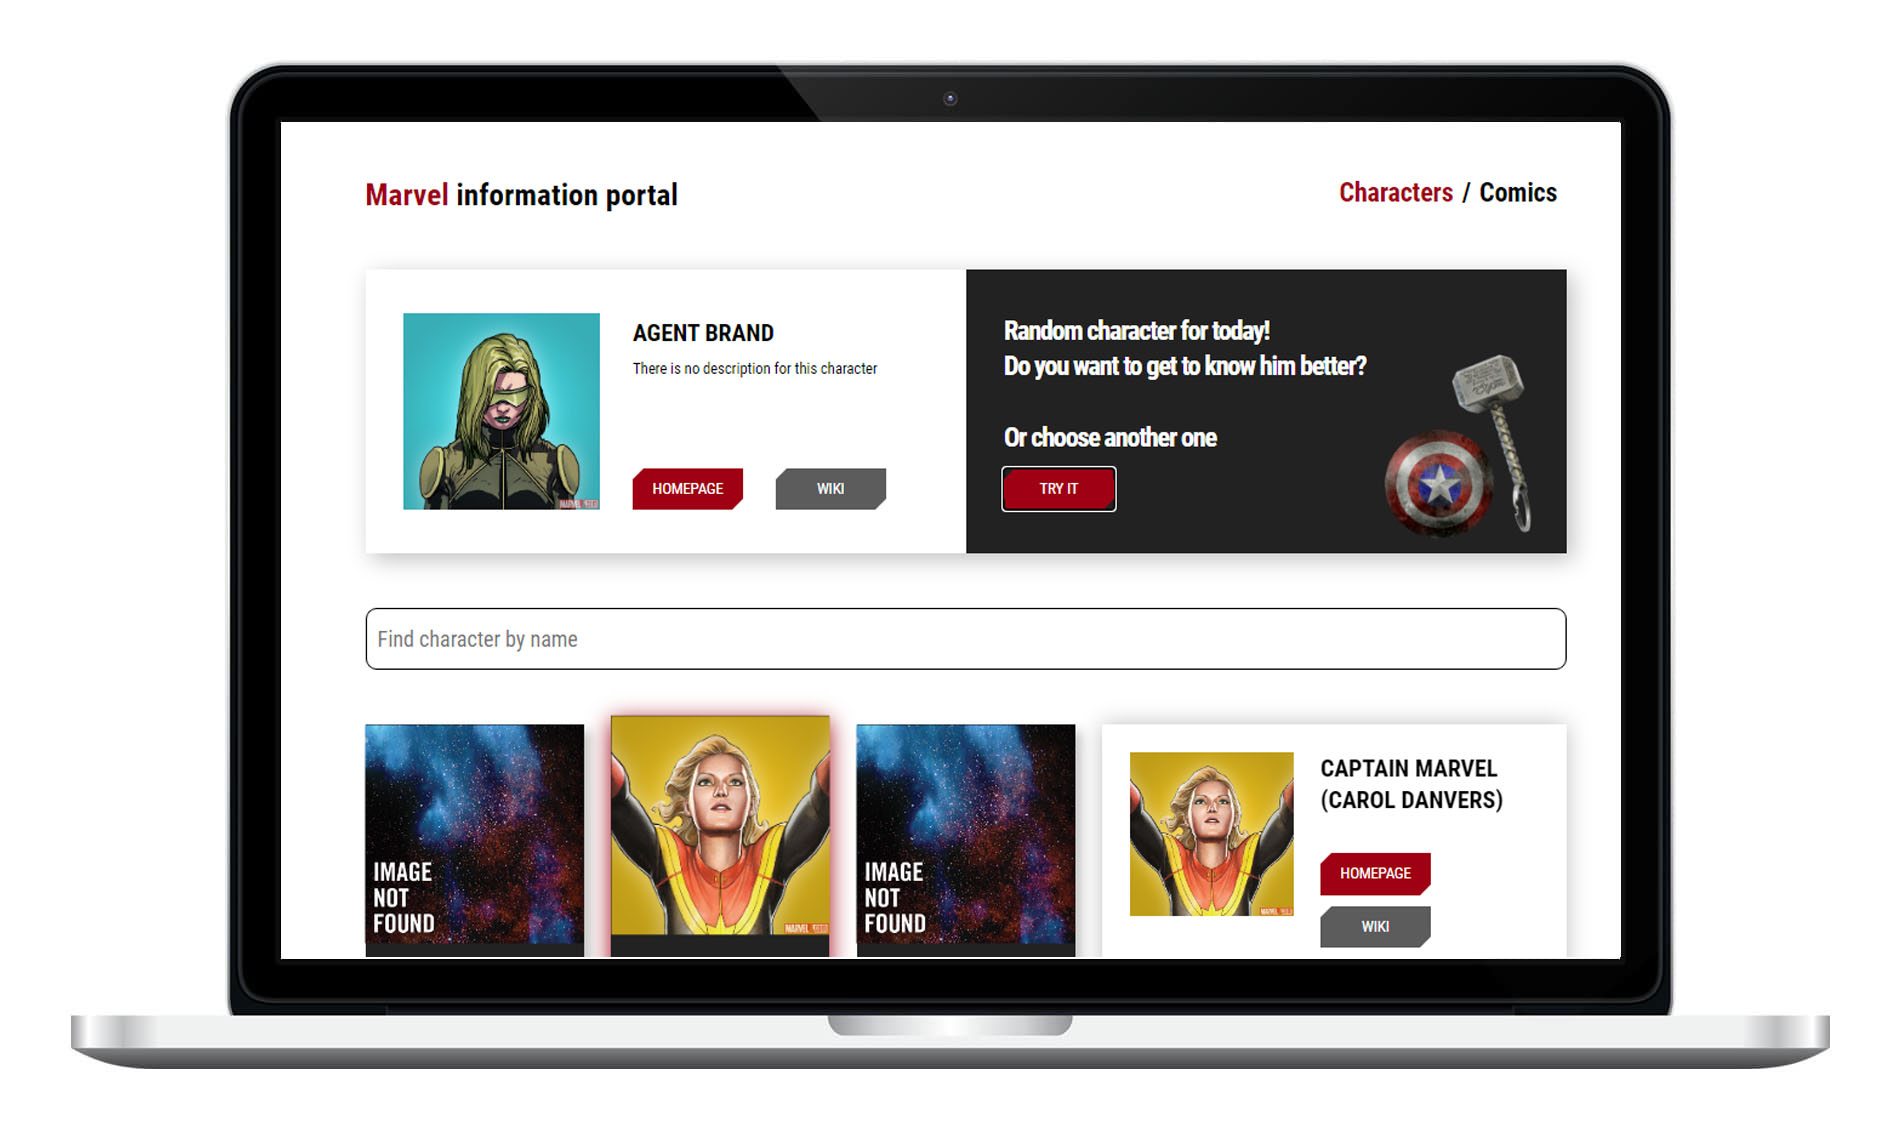 Marvel information portal
Characters / Comics
AGENT BRAND
There is no description for this character
HOMEPAGE
WIKI
Random character for today!
Do you want to get to know him better?
Or choose another one
TRY IT
Find character by name
IMAGE
NOT
FOUND
MARVEL
IMAGE
NOT
FOUND
CAPTAIN MARVEL
(CAROL DANVERS)
HOMEPAGE
WIKI